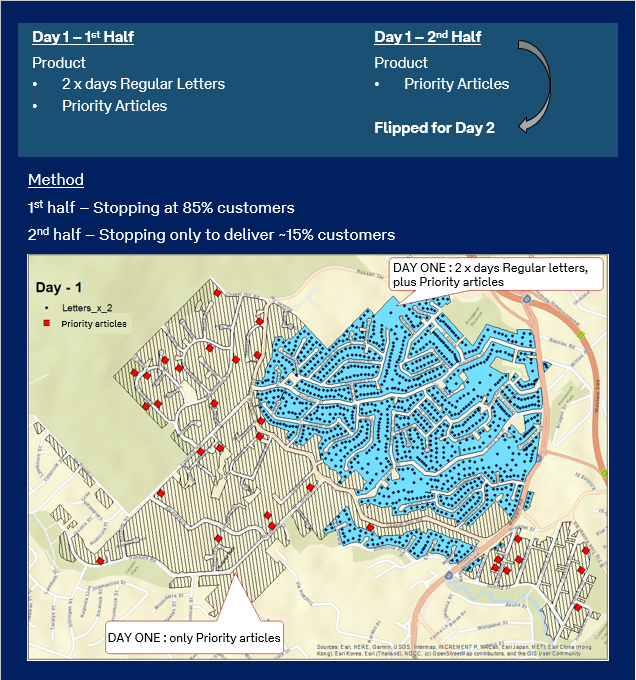 Day 1 – 1st Half
Product
• 2 x days Regular Letters
• Priority Articles
Day 1 – 2nd Half
Product
• Priority Articles
Flipped for Day 2
Method
1st half – Stopping at 85% customers
2nd half – Stopping only to deliver ~15% customers
DAY ONE : 2 x days Regular letters,
plus Priority articles
Day - 1
Letters_x_2
Priority articles
DAY ONE : only Priority articles
Sources: Esri, HERE, Garmin, USGS, Intermap, INCREMENT P, NRCan, Esri Japan, METI, Esri China (Hong
Kong), Esri Korea, Esri (Thailand), NGCC, (c) OpenStreetMap contributors, and the GIS User Community